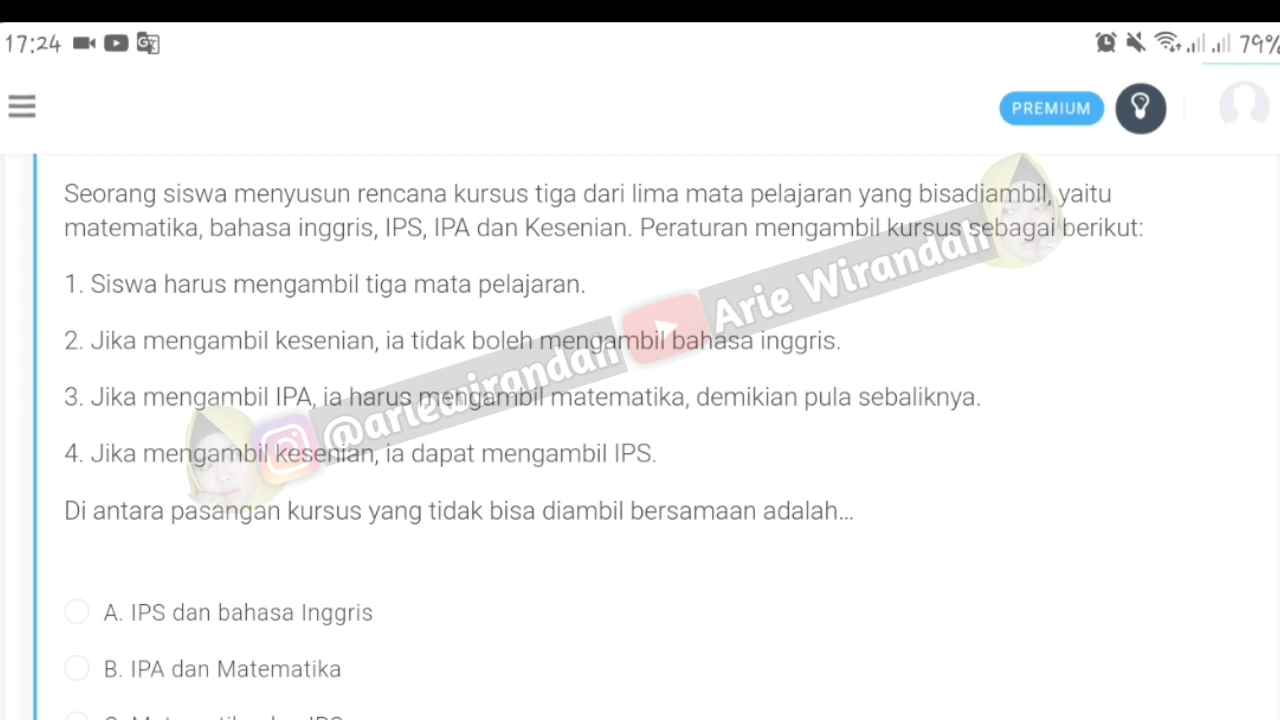 17:24
79%
PREMIUM
Seorang siswa menyusun rencana kursus tiga dari lima mata pelajaran yang bisadiambil, yaitu
matematika, bahasa inggris, IPS, IPA dan Kesenian. Peraturan mengambil kursus sebagai berikut:
1. Siswa harus mengambil tiga mata pelajaran.
2. Jika mengambil kesenian, ia tidak boleh mengambil bahasa inggris.
3. Jika mengambil IPA, ia harus mengambil matematika, demikian pula sebaliknya.
4. Jika mengambil kesenian, ia dapat mengambil IPS.
Di antara pasangan kursus yang tidak bisa diambil bersamaan adalah...
@ariewirandah Arie Wirandah
A. IPS dan bahasa Inggris
B. IPA dan Matematika